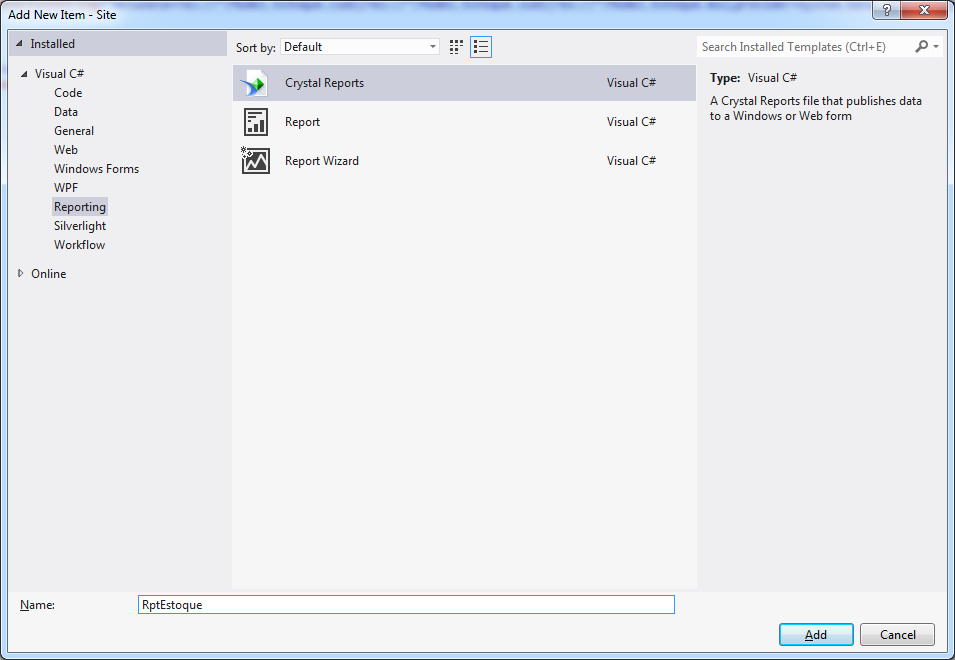 Add New Item - Site
?
Installed
Sort by: Default
Search Installed Templates (Ctrl+E)
Visual C#
Code
Data
General
Web
Windows Forms
WPF
Reporting
Silverlight
Workflow
Online
Crystal Reports Visual C#
Report Visual C#
Report Wizard Visual C#
Type: Visual C#
A Crystal Reports file that publishes data
to a Windows or Web form
Name: RptEstoque
Add Cancel